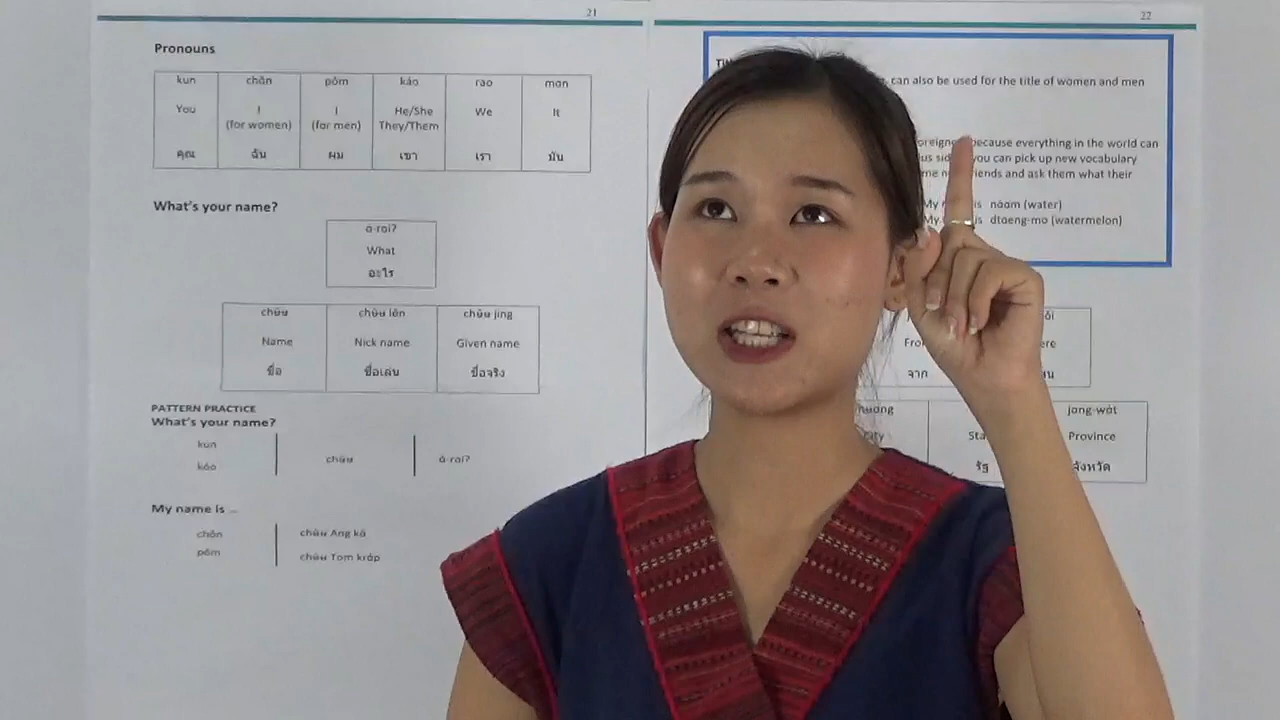 21
Pronouns
kun chăn pŏm káo rao man
You I I He/She We It
(for women) (for men) They/Them
คุณ ฉัน ผม เขา เรา มัน
What's your name?
a-rai?
What
อะไร
chûu chûu lên chûu jing
Name Nick name Given name
ชื่อ ชื่อเล่น ชื่อจริง
PATTERN PRACTICE
What's your name?
kun
chûu a-rai?
káo
My name is ...
chăn chûu Ang kâ
pŏm chûu Tom kráp
22
can also be used for the title of women and men
because everything in the world can
you can pick up new vocabulary
and ask them what their
My is náam (water)
My is dtaeng-mo (watermelon)
จาก
jang-wàt
Province
รัฐ จังหวัด